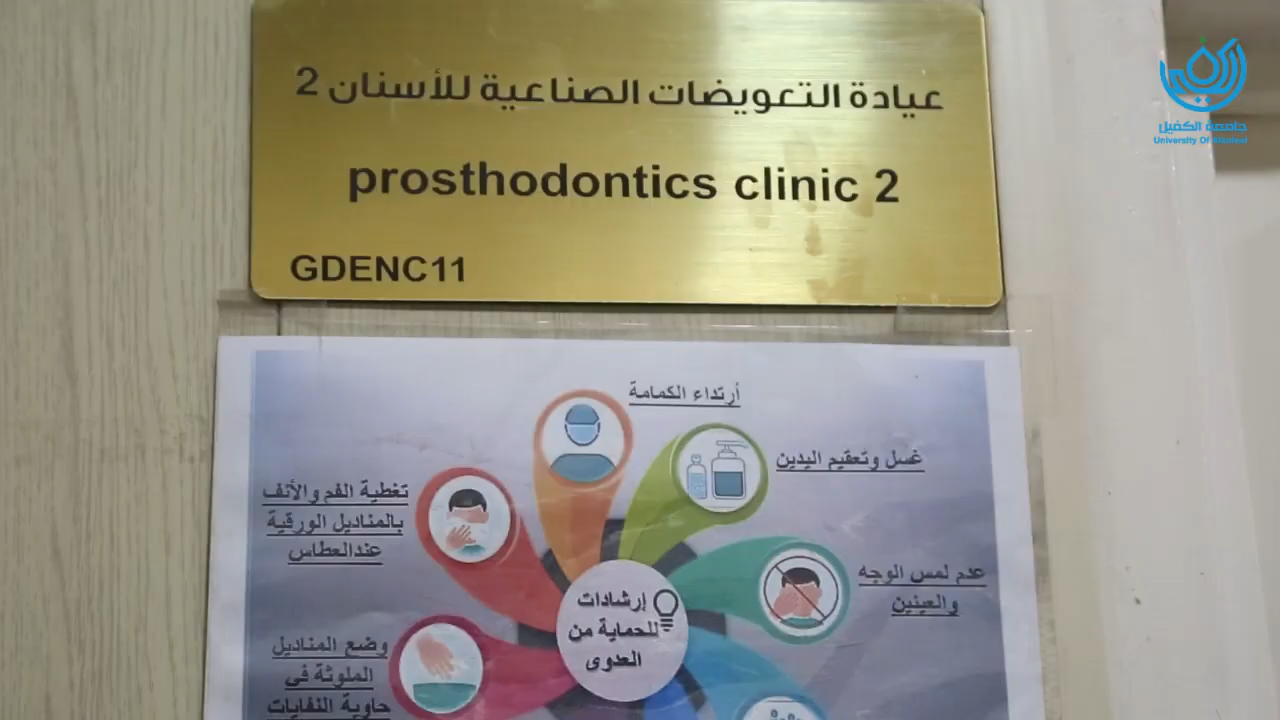 عيادة التعويضات الصناعية للأسنان 2
prosthodontics clinic 2
GDENC11
جامعة الكفيل
University Of Alkafeel
أرتداء الكمامة
غسل وتعقيم اليدين
تغطية الفم والأنف
بالمناديل الورقية
عندالعطاس
عدم لمس الوجه
والعينين
إرشادات
للحماية من
العدوى
وضع المناديل
الملوثة في
حاوية النفايات